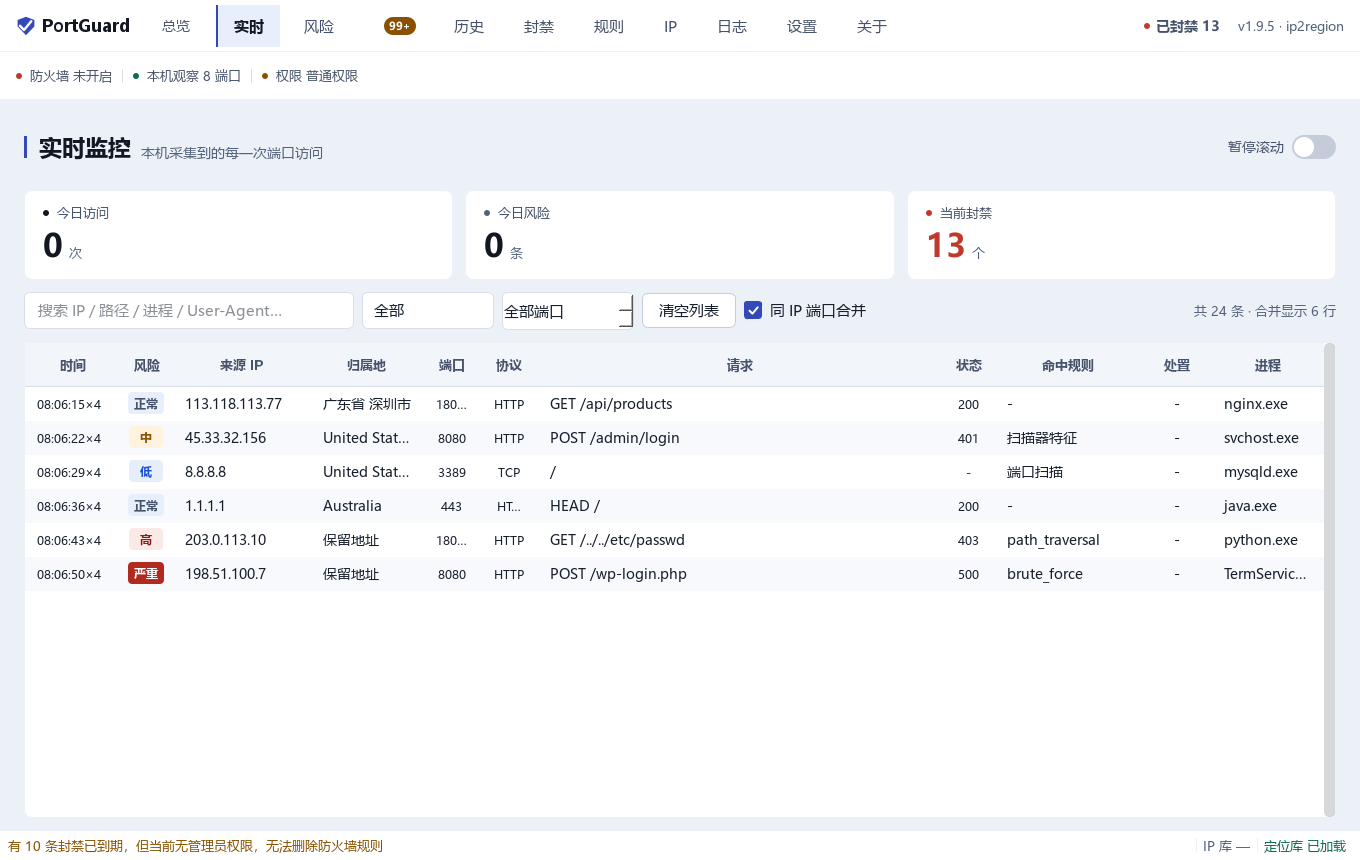 PortGuard 总览 实时 风险 99+ 历史 封禁 规则 IP 日志 设置 关于 已封禁 13 v1.9.5 · ip2region
防火墙 未开启 本机观察 8 端口 权限 普通权限
实时监控 本机采集到的每一次端口访问 暂停滚动
今日访问 今日风险 当前封禁
0 次 0 条 13 个
搜索 IP / 路径 / 进程 / User-Agent... 全部 全部端口 清空列表 同 IP 端口合并 共 24 条 · 合并显示 6 行
时间 风险 来源 IP 归属地 端口 协议 请求 状态 命中规则 处置 进程
08:06:15×4 正常 113.118.113.77 广东省 深圳市 180... HTTP GET /api/products 200 - - nginx.exe
08:06:22×4 中 45.33.32.156 United Stat... 8080 HTTP POST /admin/login 401 扫描器特征 - svchost.exe
08:06:29×4 低 8.8.8.8 United Stat... 3389 TCP / - 端口扫描 - mysqld.exe
08:06:36×4 正常 1.1.1.1 Australia 443 HT... HEAD / 200 - - java.exe
08:06:43×4 高 203.0.113.10 保留地址 180... HTTP GET /../../etc/passwd 403 path_traversal - python.exe
08:06:50×4 严重 198.51.100.7 保留地址 8080 HTTP POST /wp-login.php 500 brute_force - TermServic...
有 10 条封禁已到期，但当前无管理员权限，无法删除防火墙规则 IP 库 — 定位库 已加载